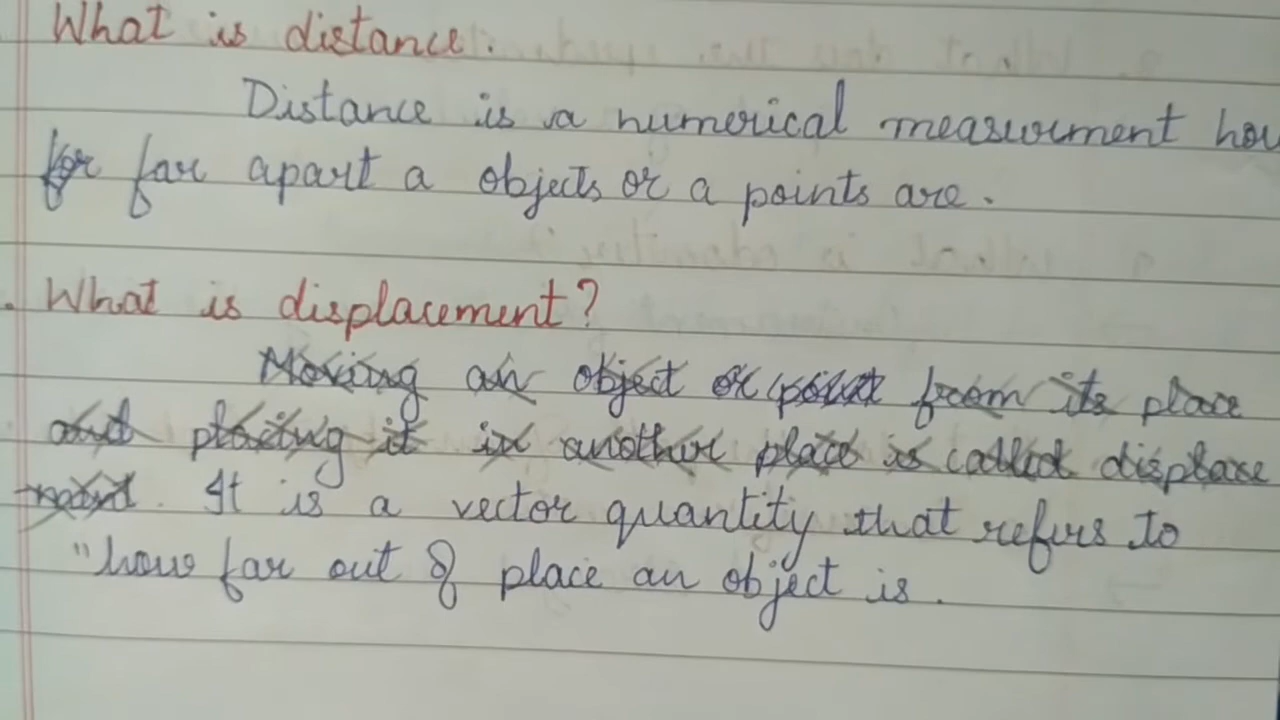 What is distance.
Distance is a numerical measurment how
for far apart a objects or a points are.
. What is displacement?
Moving an object or point from its place
and placing it in another place is called displace
ment. It is a vector quantity that refers to
"how far out of place an object is.